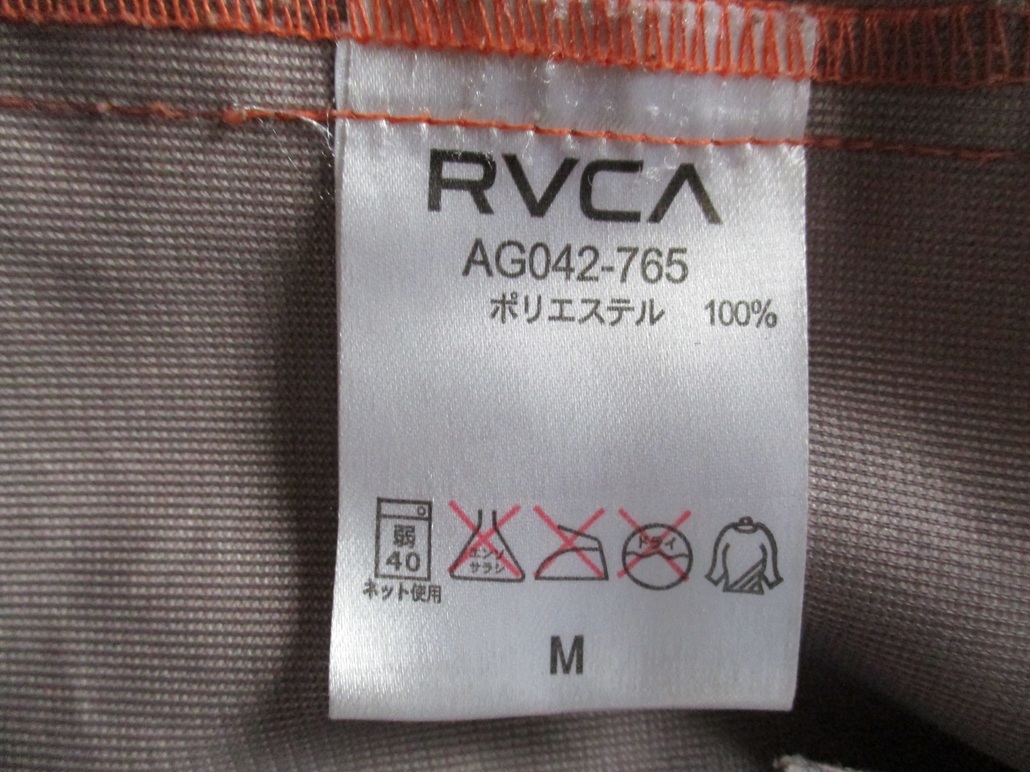 RVCA
AG042-765
ポリエステル 100%
弱
40
エンソ
サラシ
ドライ
ネット使用
M